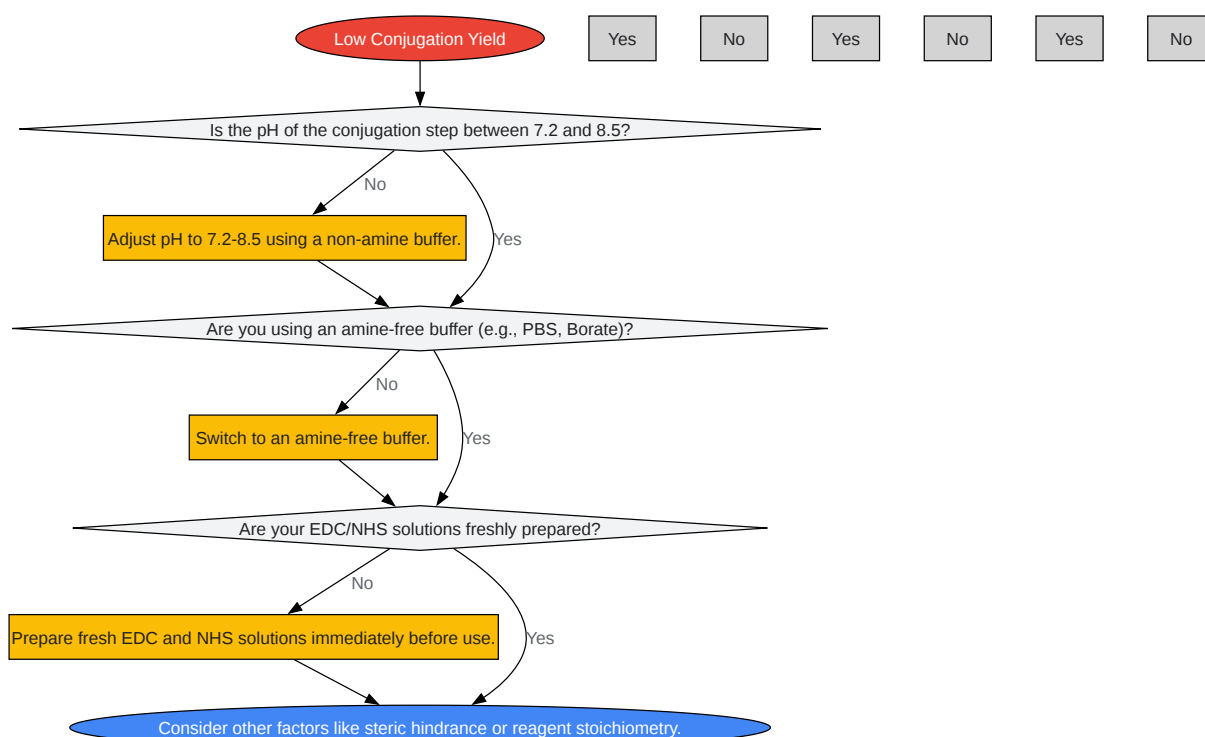 Low Conjugation Yield
Yes
No
Yes
No
Yes
No
Is the pH of the conjugation step between 7.2 and 8.5?
No
Adjust pH to 7.2-8.5 using a non-amine buffer.
Yes
Are you using an amine-free buffer (e.g., PBS, Borate)?
No
Switch to an amine-free buffer.
Yes
Are your EDC/NHS solutions freshly prepared?
No
Prepare fresh EDC and NHS solutions immediately before use.
Yes
Consider other factors like steric hindrance or reagent stoichiometry.